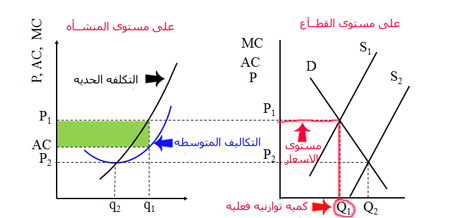 على مستوى المنشـأه
P, AC, MC
التكلفه الحديه
P₁
AC
P₂
التكاليف المتوسطه
q₂ q₁
على مستوى القطـآع
MC
AC
P
D
S₁
S₂
P₁
مستوى
الاسعار
P₂
كميه توازنيه فعليه
Q₁ Q₂